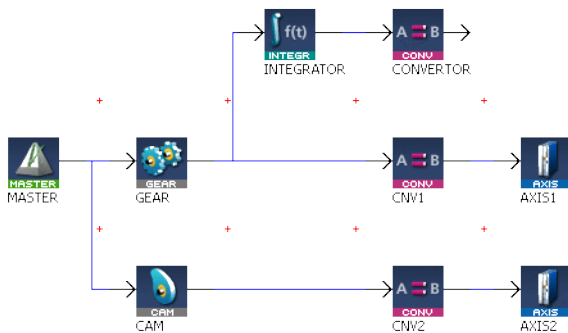 f(t)
INTEGR
INTEGRATOR
A B
CONV
CONVERTOR
MASTER
MASTER
GEAR
GEAR
A B
CONV
CNV1
AXIS
AXIS1
CAM
CAM
A B
CONV
CNV2
AXIS
AXIS2